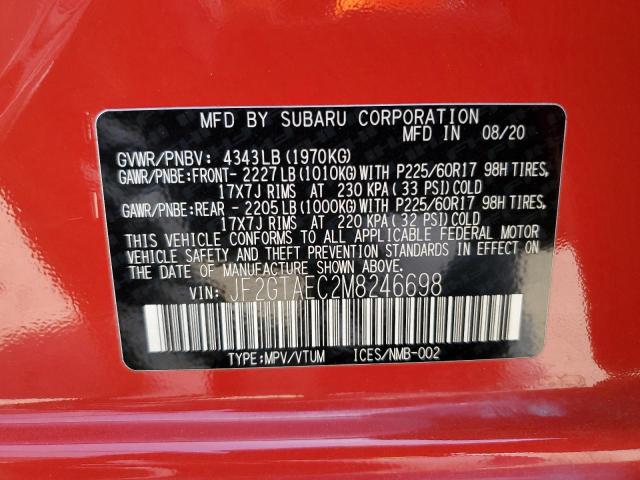 MFD BY SUBARU CORPORATION
MFD IN 08/20
GVWR/PNBV: 4343LB(1970KG)
GAWR/PNBE:FRONT- 2227LB(1010KG)WITH P225/60R17 98H TIRES,
17X7J RIMS AT 230 KPA(33 PSI)COLD
GAWR/PNBE:REAR - 2205LB(1000KG)WITH P225/60R17 98H TIRES,
17X7J RIMS AT 220 KPA(32 PSI)COLD
THIS VEHICLE CONFORMS TO ALL APPLICABLE FEDERAL MOTOR
VEHICLE SAFETY AND THEFT PREVENTION STANDARDS IN EFFECT
ON THE DATE OF MANUFACTURE SHOWN ABOVE.
VIN: JF2GTAEC2M8246698
TYPE:MPV/VTUM ICES/NMB-002